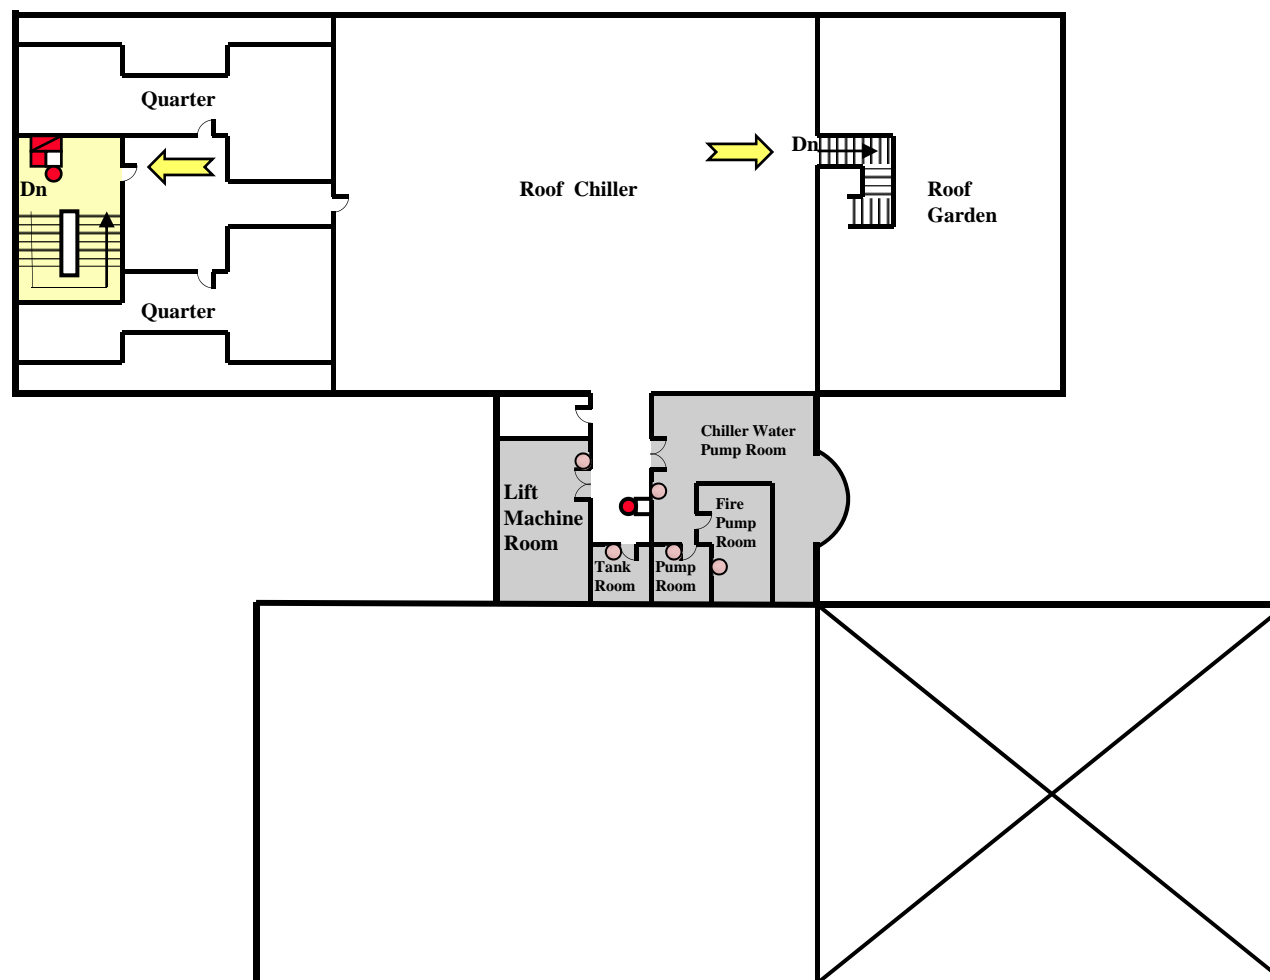 Quarter
Dn
Roof Chiller
Dn
Roof
Garden
Quarter
Chiller Water
Pump Room
Lift
Machine
Room
Fire
Pump
Room
Tank
Room
Pump
Room